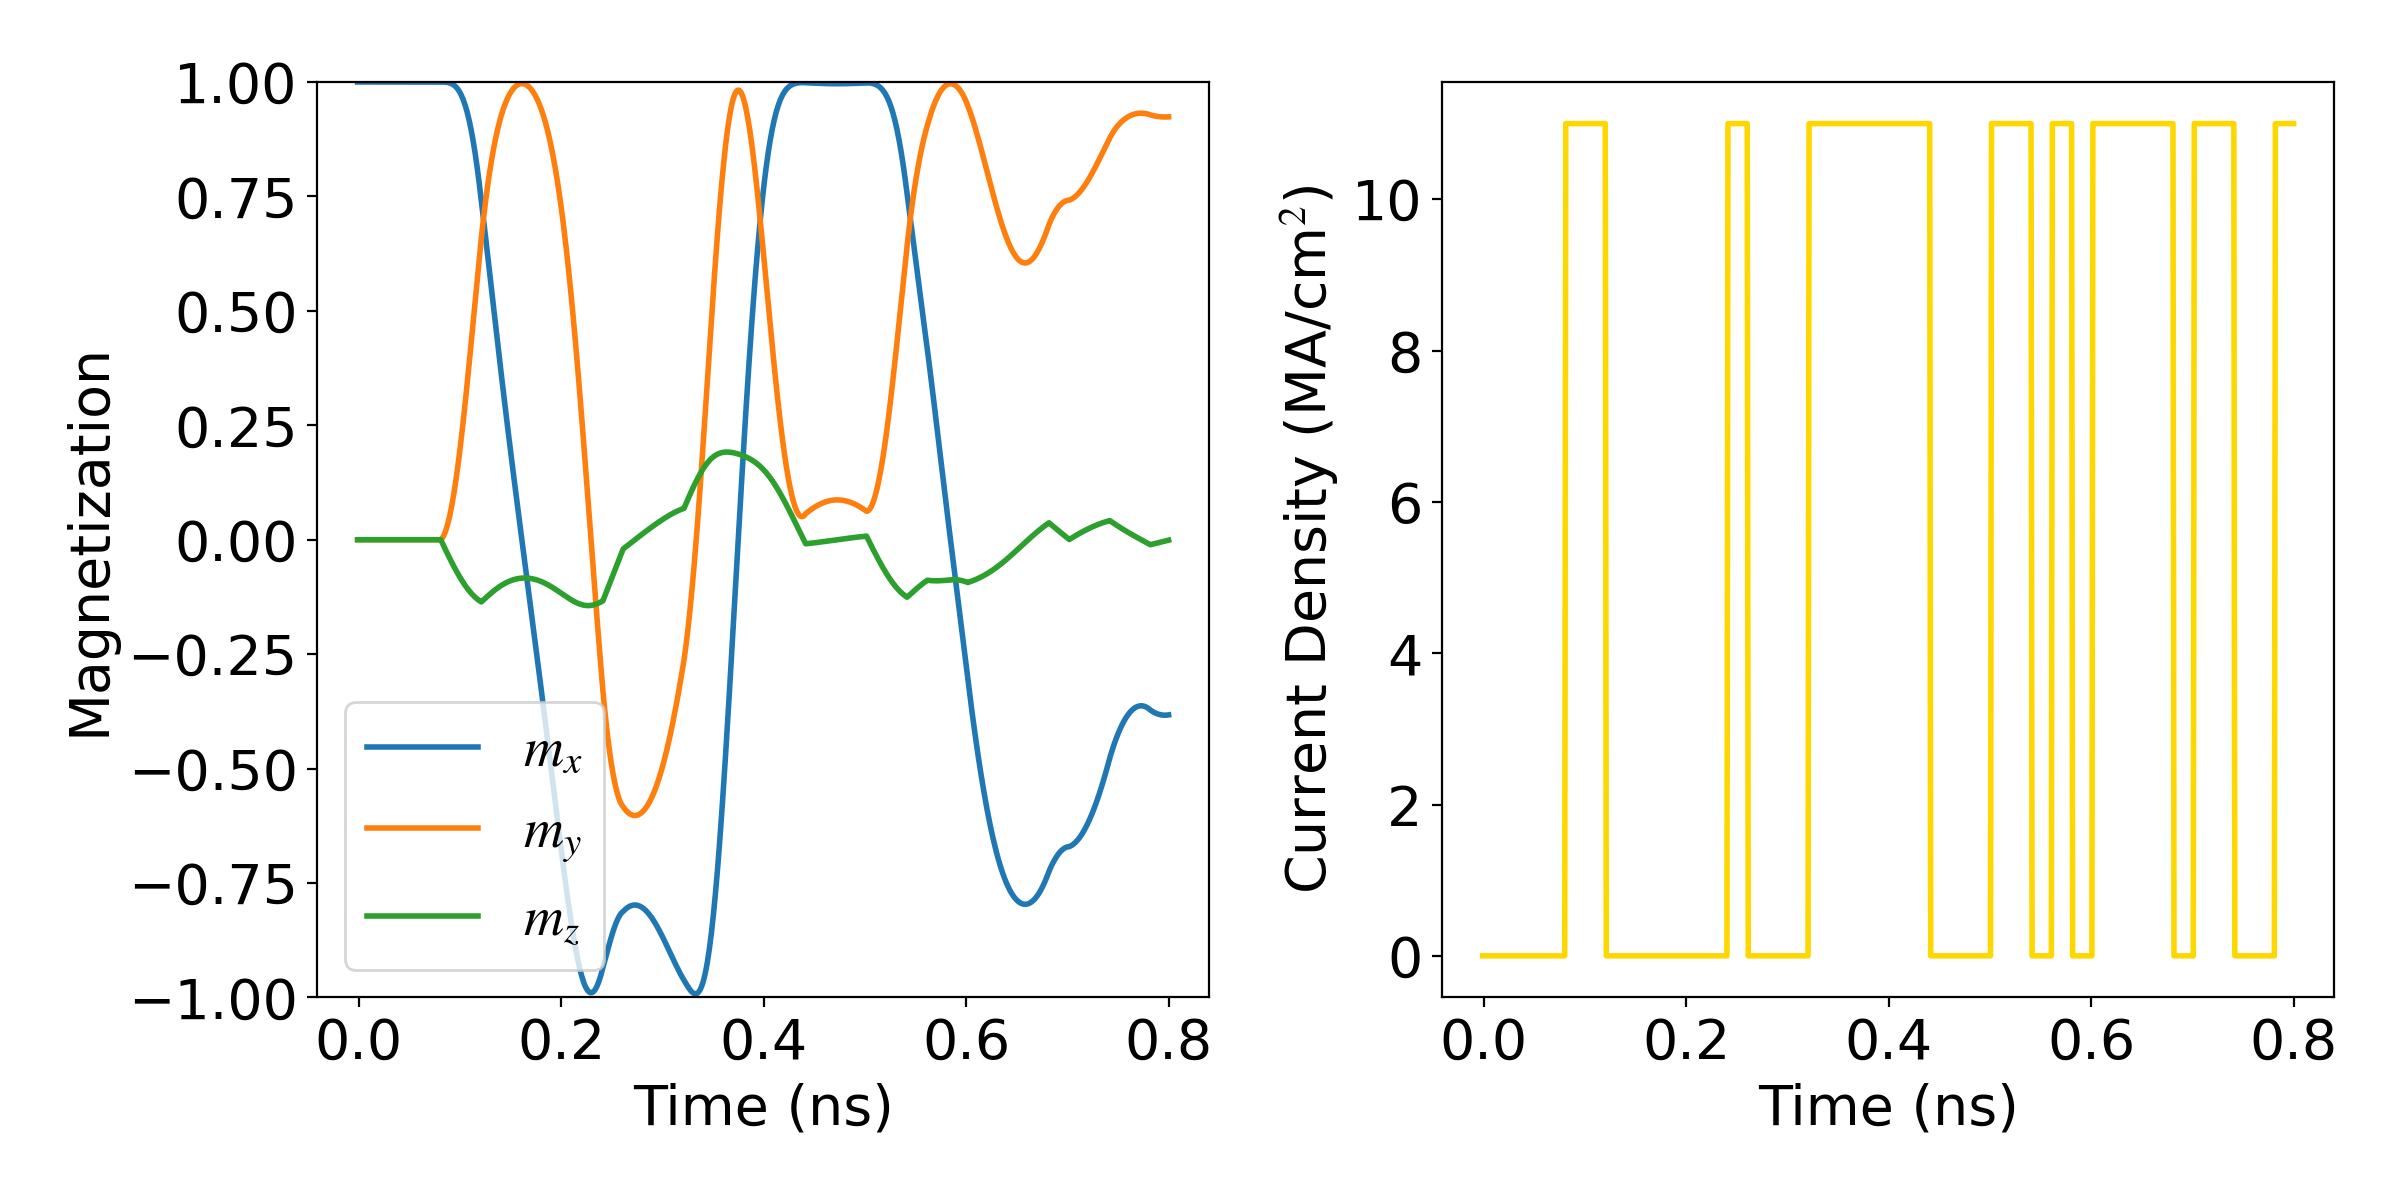 1.00
0.75
0.50
0.25
0.00
−0.25
−0.50
−0.75
−1.00
Magnetization
m_x
m_y
m_z
0.0 0.2 0.4 0.6 0.8
Time (ns)
10
8
6
4
2
0
Current Density (MA/cm²)
0.0 0.2 0.4 0.6 0.8
Time (ns)